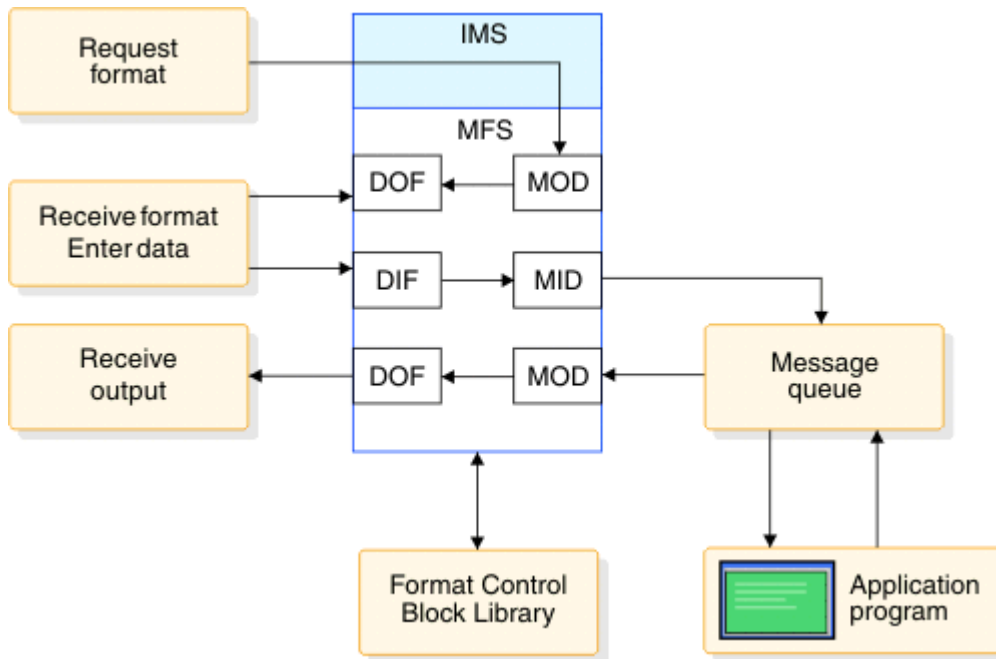 Request
format
IMS
MFS
DOF
MOD
Receive format
Enter data
DIF
MID
Receive
output
DOF
MOD
Message
queue
Format Control
Block Library
Application
program